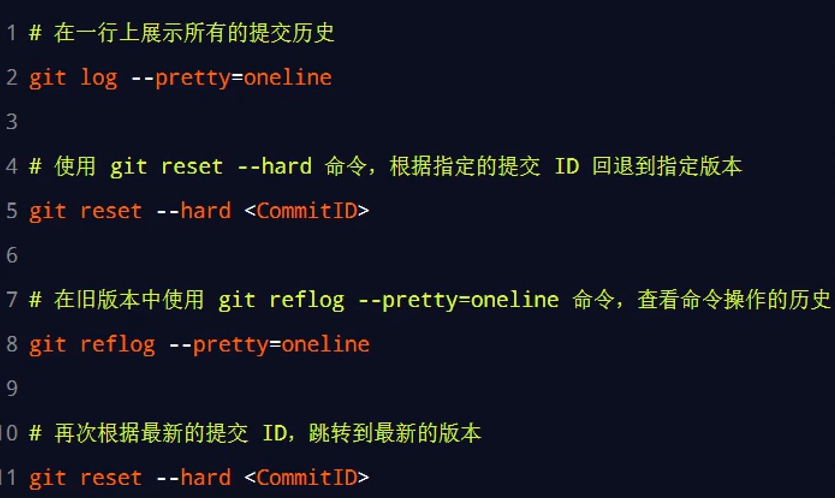 1 # 在一行上展示所有的提交历史
2 git log --pretty=oneline
3
4 # 使用 git reset --hard 命令，根据指定的提交 ID 回退到指定版本
5 git reset --hard <CommitID>
6
7 # 在旧版本中使用 git reflog --pretty=oneline 命令，查看命令操作的历史
8 git reflog --pretty=oneline
9
10 # 再次根据最新的提交 ID，跳转到最新的版本
11 git reset --hard <CommitID>